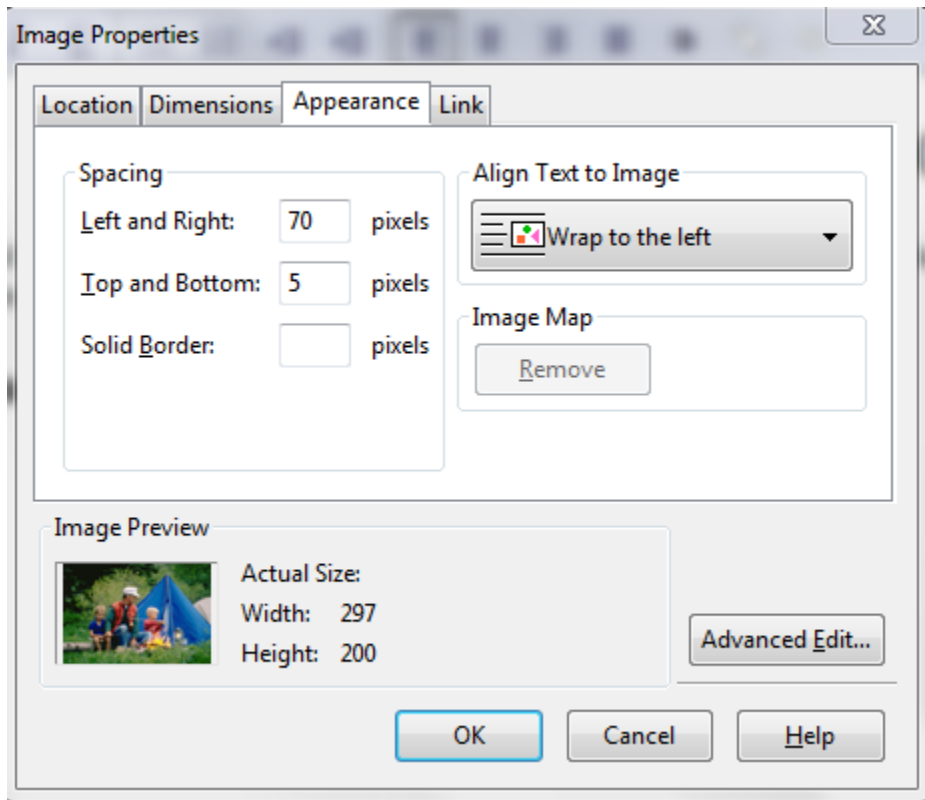 Image Properties
Location Dimensions Appearance Link
Spacing
Left and Right: 70 pixels
Top and Bottom: 5 pixels
Solid Border: pixels
Align Text to Image
Wrap to the left
Image Map
Remove
Image Preview
Actual Size:
Width: 297
Height: 200
Advanced Edit...
OK Cancel Help